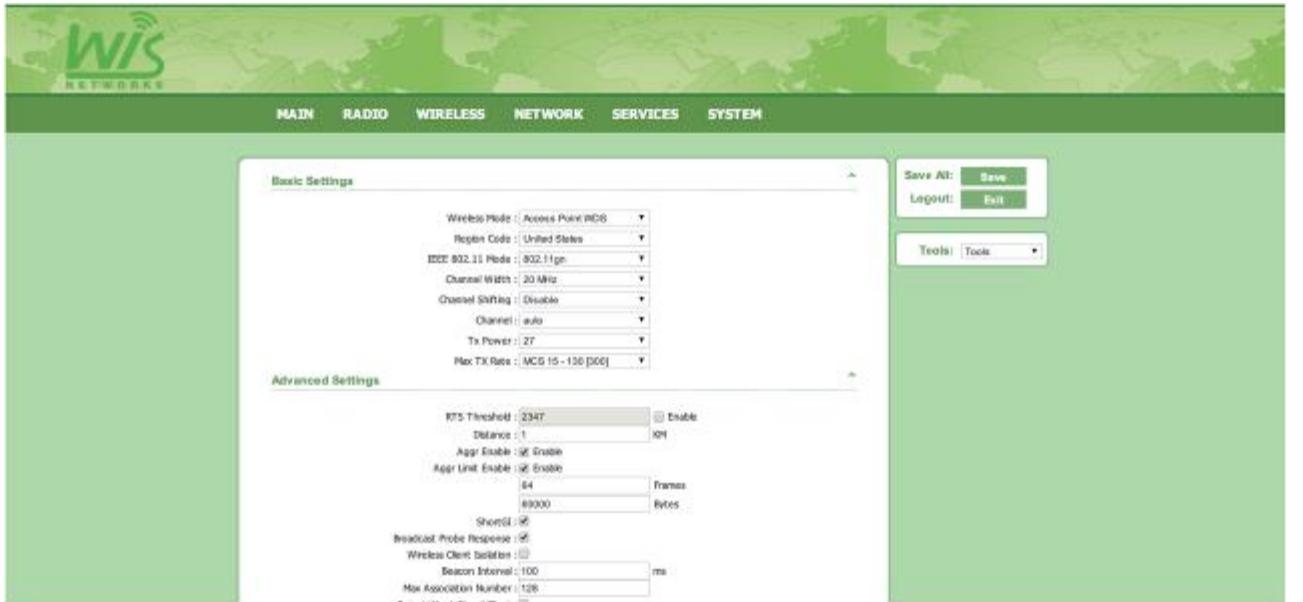 WIS
NETWORKS
MAIN RADIO WIRELESS NETWORK SERVICES SYSTEM
Basic Settings
Wireless Mode : Access Point WDS
Region Code : United States
IEEE 802.11 Mode : 802.11gn
Channel Width : 20 MHz
Channel Shifting : Disable
Channel : auto
Tx Power : 27
Max TX Rate : MCS 15 - 130 [300]
Advanced Settings
RTS Threshold : 2347 Enable
Distance : 1 KM
Aggr Enable : Enable
Aggr Limit Enable : Enable
64 Frames
Bytes
ShortGI :
Broadcast Probe Response :
Wireless Client Isolation :
Beacon Interval : 100 ms
Max Association Number : 128
Save All: Save
Logout: Exit
Tools: Tools